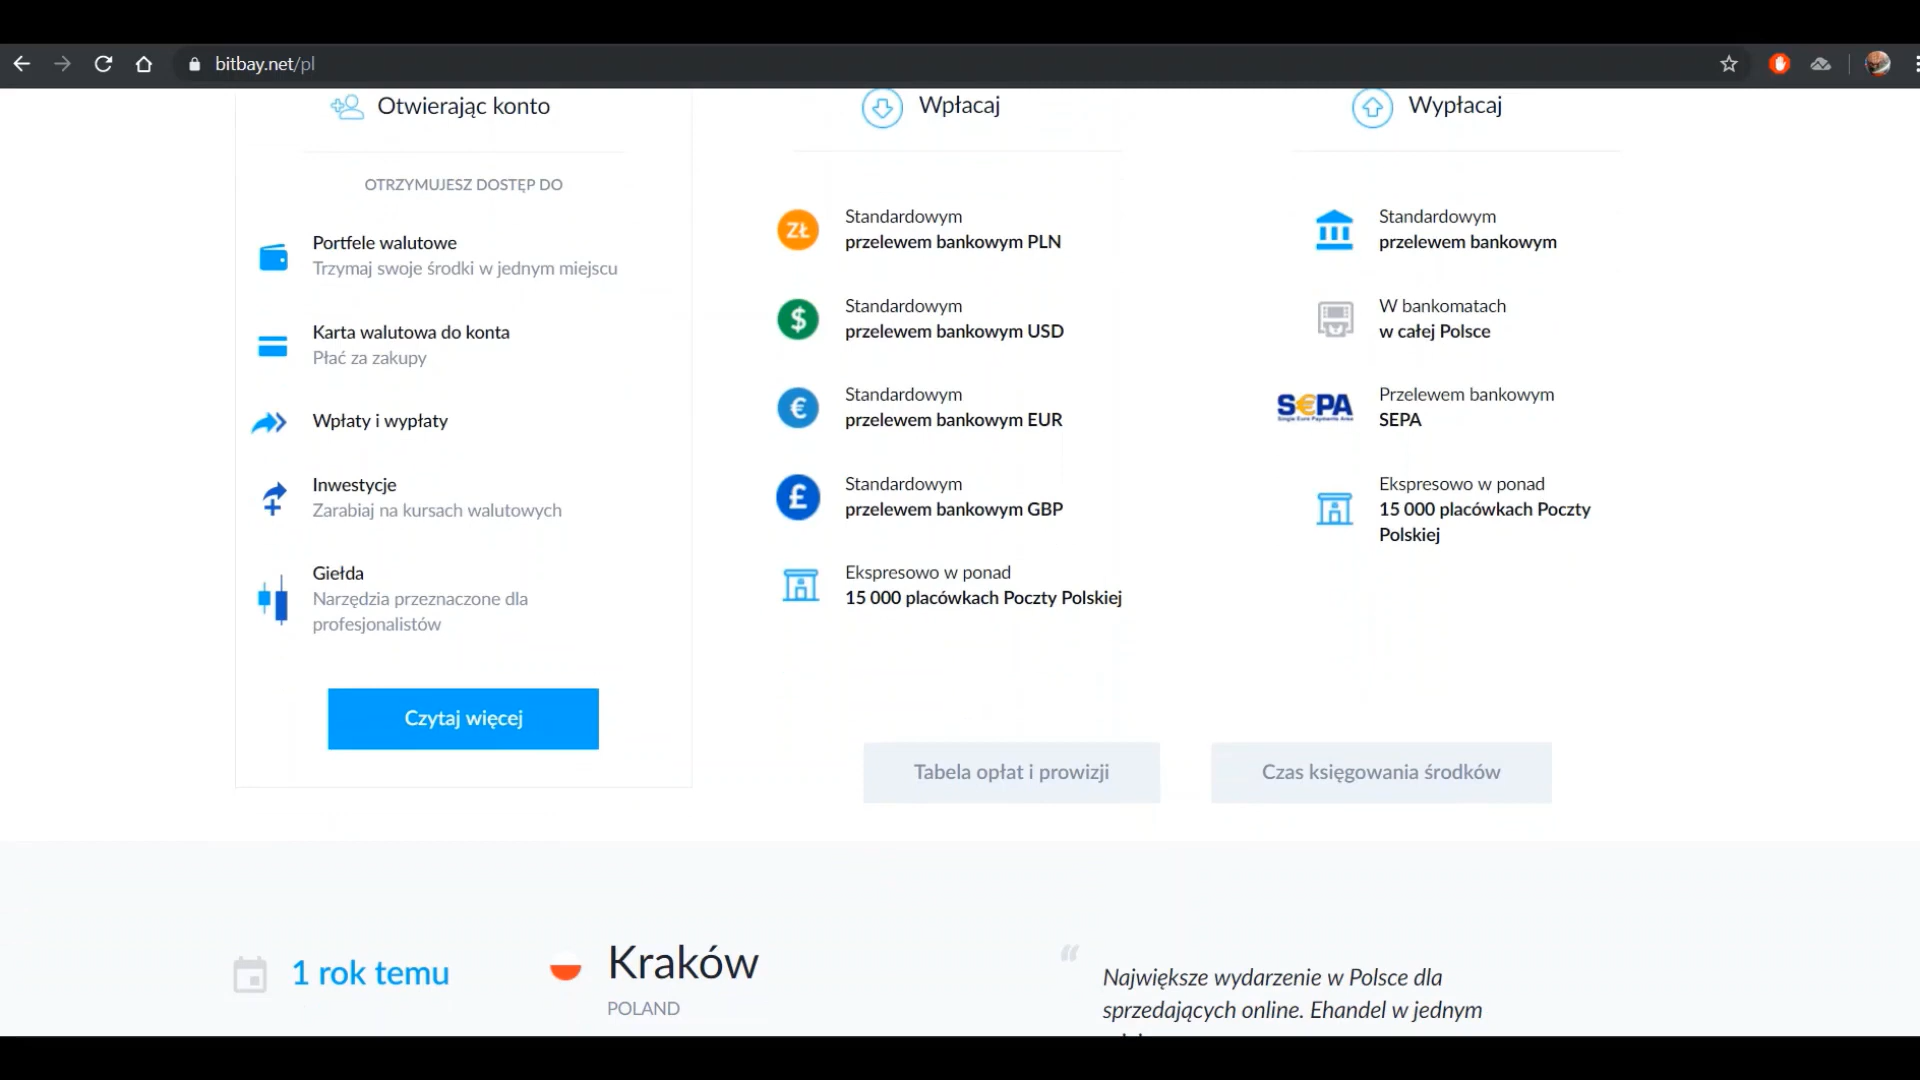 bitbay.net/pl
Otwierając konto
OTRZYMUJESZ DOSTĘP DO
Portfele walutowe
Trzymaj swoje środki w jednym miejscu
Karta walutowa do konta
Płać za zakupy
Wpłaty i wypłaty
Inwestycje
Zarabiaj na kursach walutowych
Giełda
Narzędzia przeznaczone dla
profesjonalistów
Czytaj więcej
Wpłacaj
ZŁ
Standardowym
przelewem bankowym PLN
$
Standardowym
przelewem bankowym USD
€
Standardowym
przelewem bankowym EUR
£
Standardowym
przelewem bankowym GBP
Ekspresowo w ponad
15 000 placówkach Poczty Polskiej
Wypłacaj
Standardowym
przelewem bankowym
W bankomatach
w całej Polsce
S€PA
Single Euro Payments Area
Przelewem bankowym
SEPA
Ekspresowo w ponad
15 000 placówkach Poczty
Polskiej
Tabela opłat i prowizji
Czas księgowania środków
1 rok temu
Kraków
POLAND
“
Największe wydarzenie w Polsce dla
sprzedających online. Ehandel w jednym